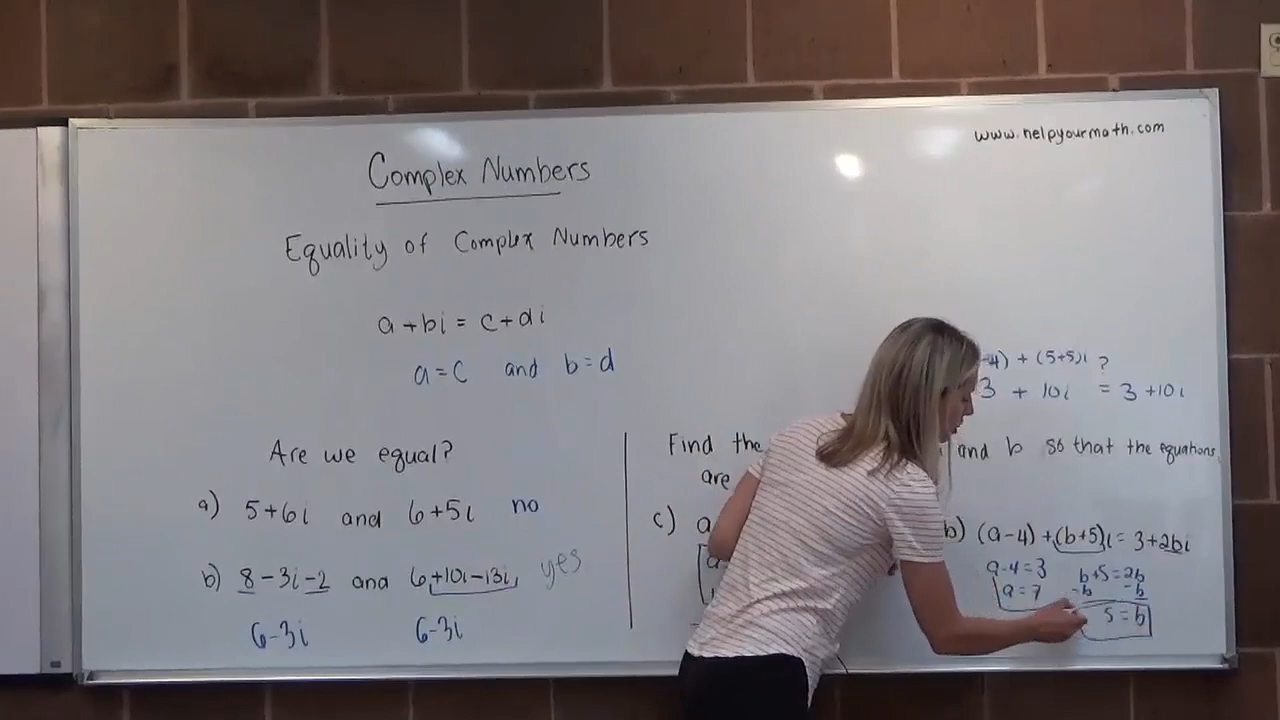 www.helpyourmath.com
Complex Numbers
Equality of Complex Numbers
a+bi = c+di
a=c and b=d
Are we equal?
a) 5+6i and 6+5i no
b) 8-3i-2 and 6+10i-13i yes
6-3i 6-3i
-4) + (5+5)i ?
3 + 10i = 3+10i
Find the and b so that the equations
are
c) a
b) (a-4)+(b+5)i = 3+2bi
a-4=3 b+5=2b
a=7 -b -b
5=b